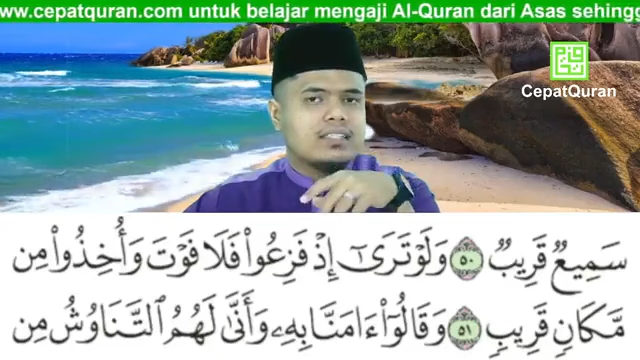 ww.cepatquran.com untuk belajar mengaji Al-Quran dari Asas sehingg
CepatQuran
سَمِيعٌ قَرِيبٌ ٥٠ وَلَوْ تَرَىٰٓ إِذْ فَزِعُوا۟ فَلَا فَوْتَ وَأُخِذُوا۟ مِن
مَّكَانٍ قَرِيبٍ ٥١ وَقَالُوٓا۟ ءَامَنَّا بِهِۦ وَأَنَّىٰ لَهُمُ ٱلتَّنَاوُشُ مِن